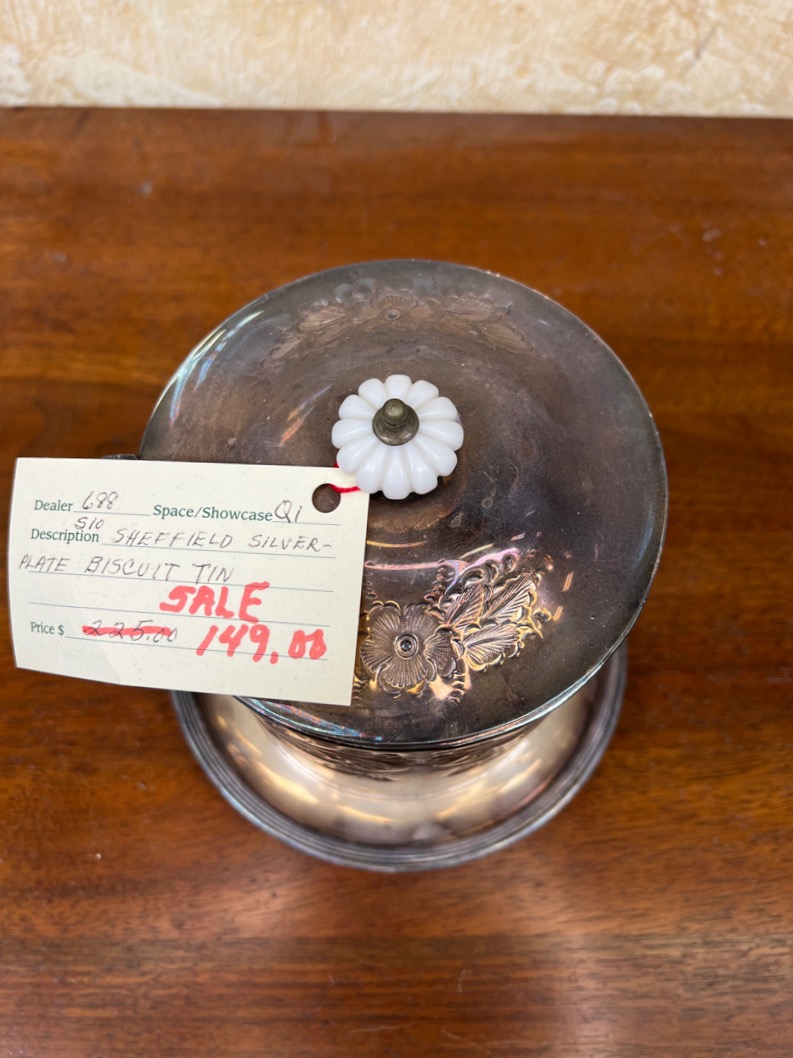 Dealer 688 Space/Showcase Q1
S10
Description SHEFFIELD SILVER-
PLATE BISCUIT TIN
SALE
Price $ 225.00 149.00